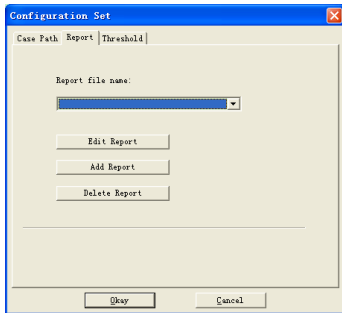 Configuration Set
Case Path Report Threshold
Report file name:
Edit Report
Add Report
Delete Report
Okay Cancel